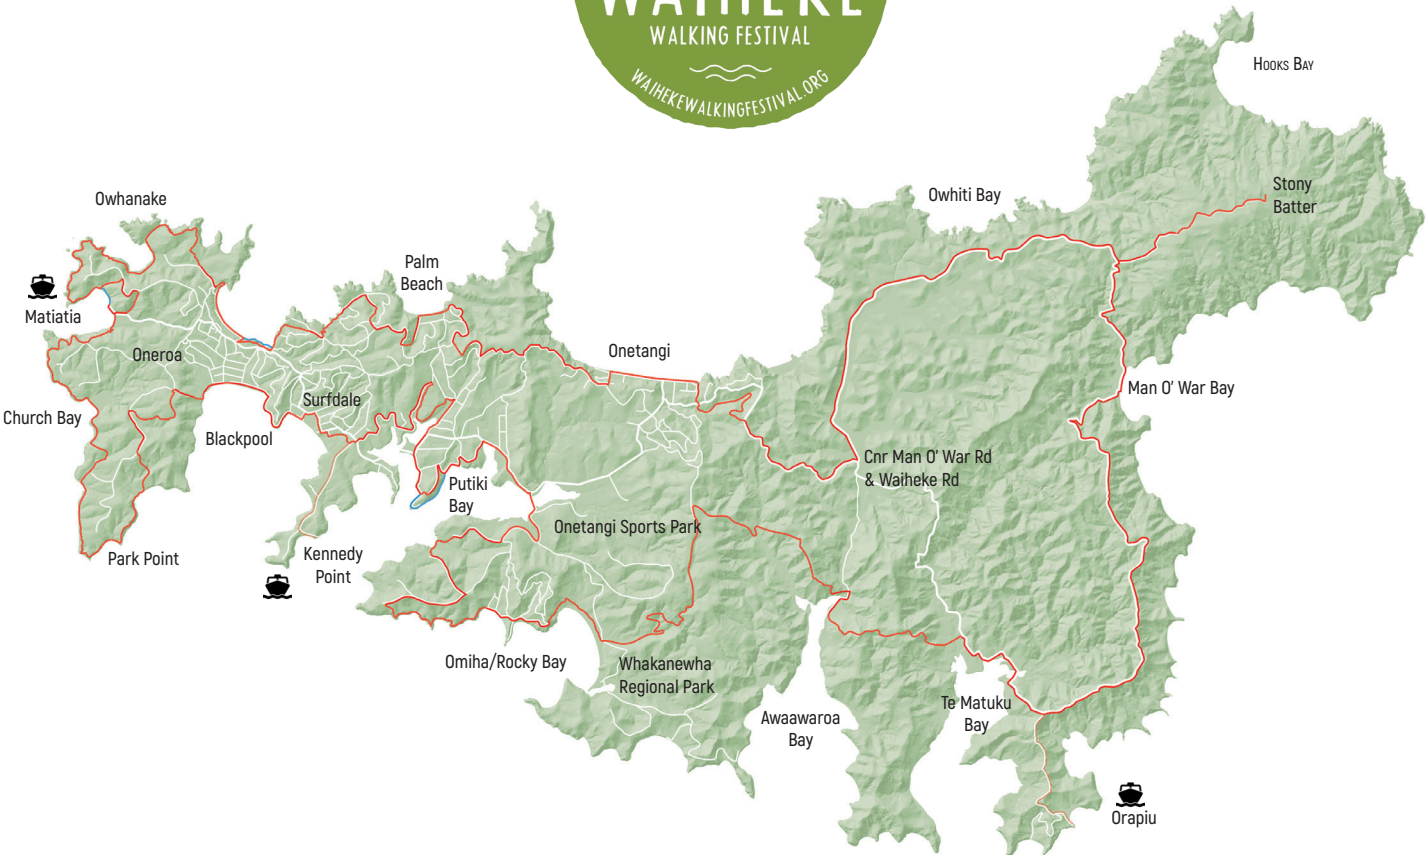 WAIHEKE
WALKING FESTIVAL
WAIHEKEWALKINGFESTIVAL.ORG
Hooks Bay
Stony
Batter
Owhiti Bay
Owhanake
Palm
Beach
Matiatia
Oneroa
Onetangi
Man O' War Bay
Surfdale
Church Bay
Blackpool
Cnr Man O' War Rd
& Waiheke Rd
Putiki
Bay
Onetangi Sports Park
Park Point
Kennedy
Point
Omiha/Rocky Bay
Whakanewha
Regional Park
Te Matuku
Bay
Awaawaroa
Bay
Orapiu